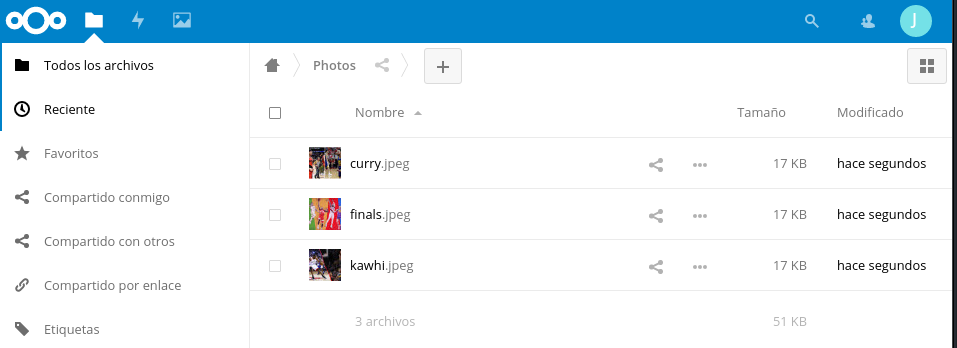 J
Todos los archivos
Reciente
Favoritos
Compartido conmigo
Compartido con otros
Compartido por enlace
Etiquetas
Photos
Nombre Tamaño Modificado
curry.jpeg 17 KB hace segundos
finals.jpeg 17 KB hace segundos
kawhi.jpeg 17 KB hace segundos
3 archivos 51 KB